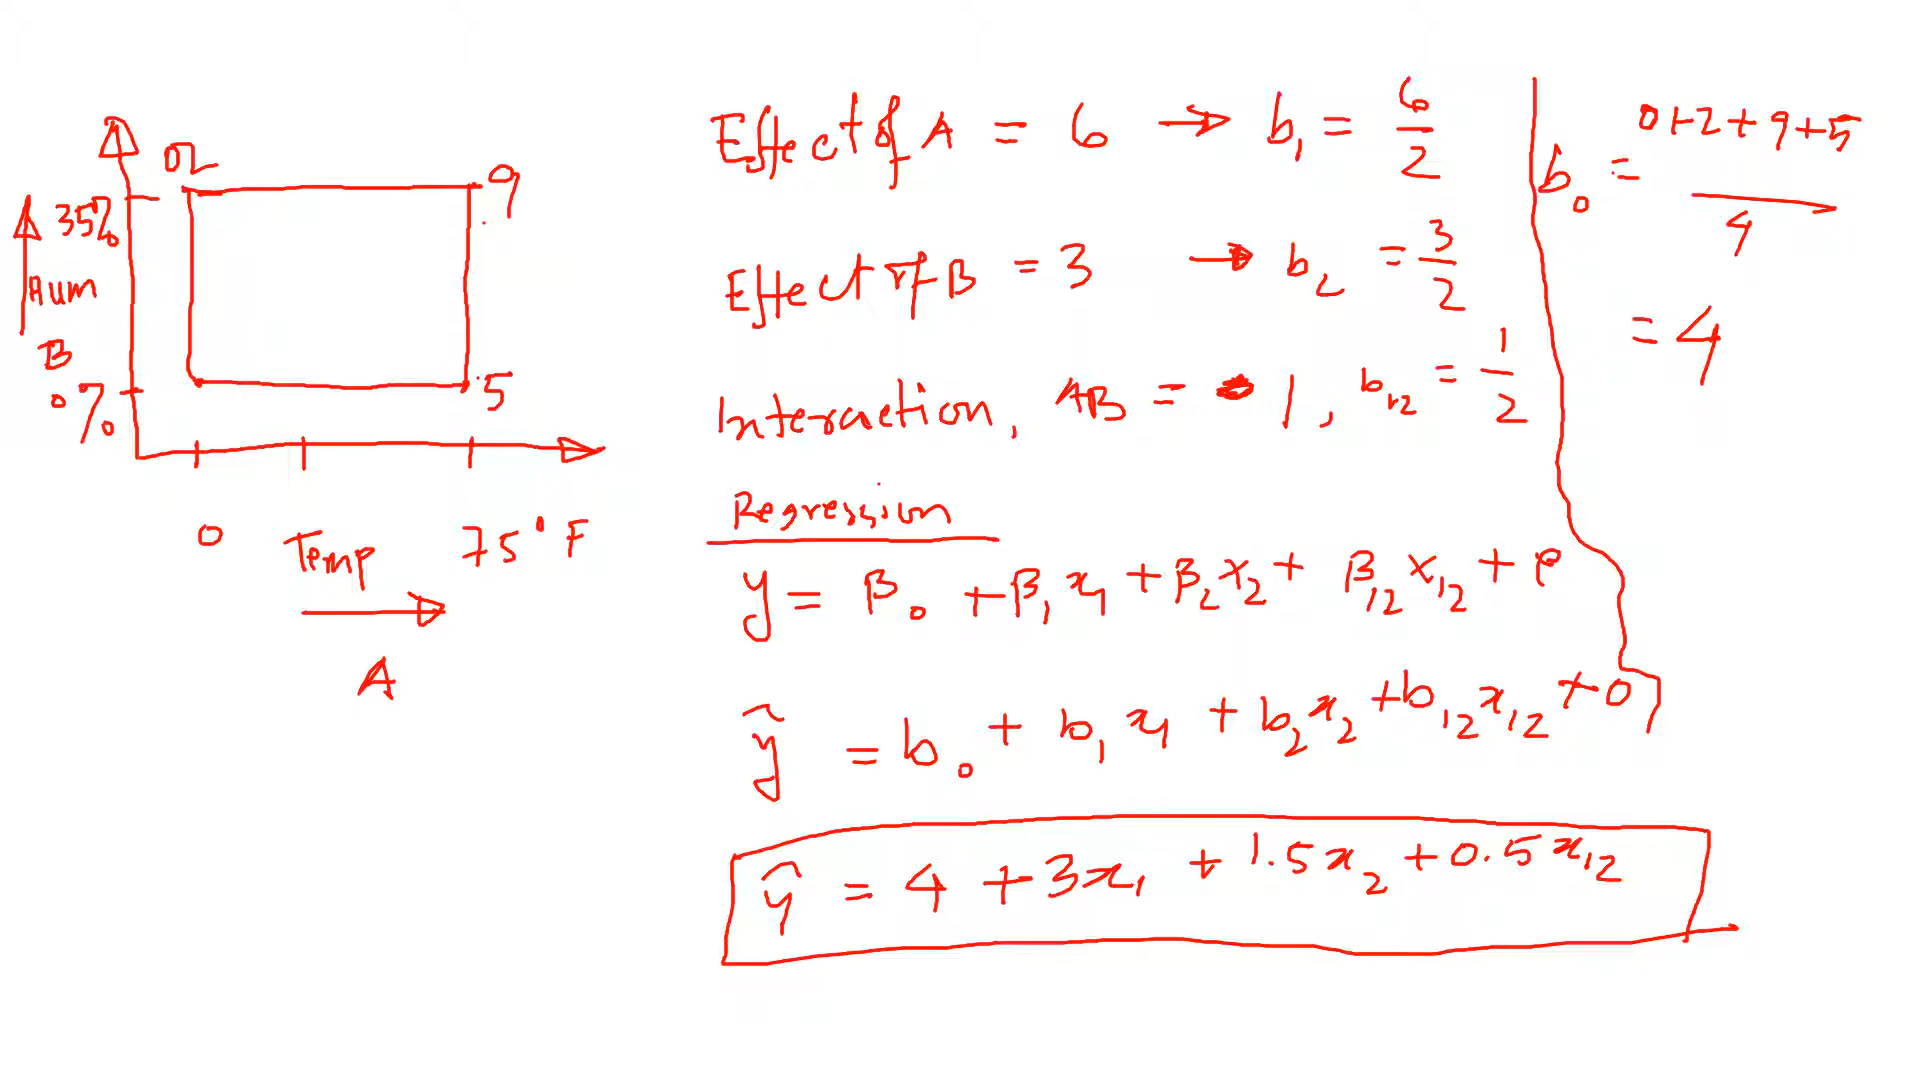 02
9
35%
Hum
B
0%
5
0
Temp
75°F
A
Effect of A = 6 → b₁ = 6/2
Effect of B = 3 → b₂ = 3/2
Interaction, AB = 1, b₁₂ = 1/2
b₀ = 0+2+9+5 / 4
= 4
Regression
y = β₀ + β₁x₁ + β₂x₂ + β₁₂x₁₂ + e
ŷ = b₀ + b₁x₁ + b₂x₂ + b₁₂x₁₂ + 0
ŷ = 4 + 3x₁ + 1.5x₂ + 0.5x₁₂